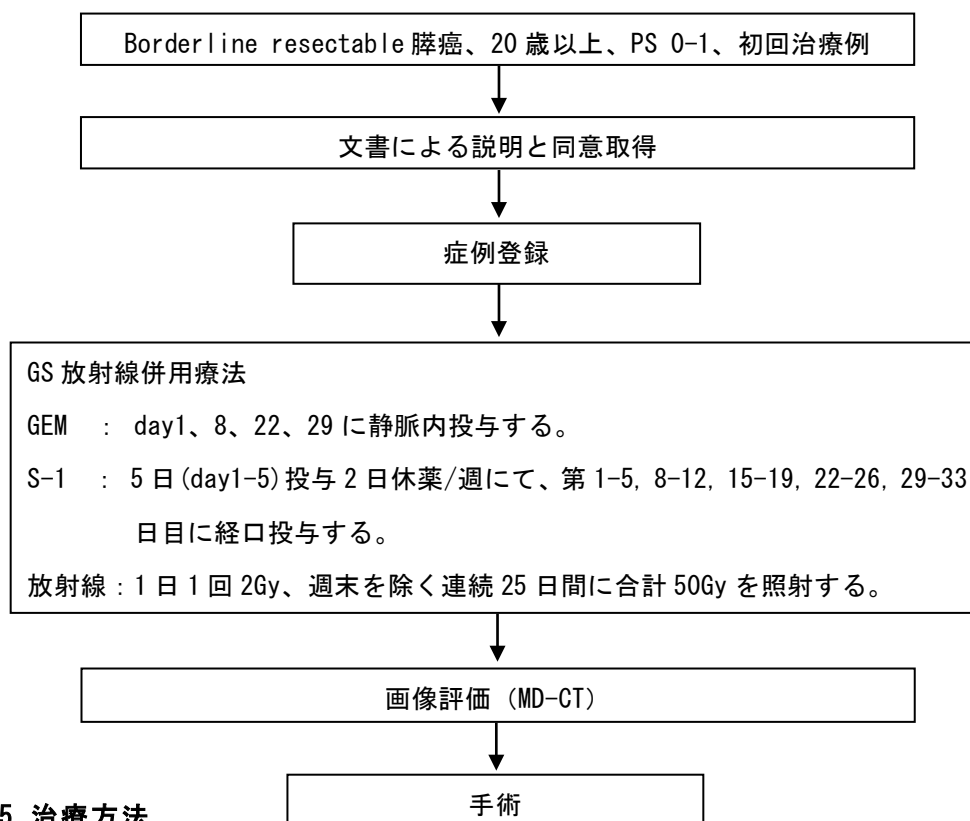 Borderline resectable 膵癌、20 歳以上、PS 0-1、初回治療例
文書による説明と同意取得
症例登録
GS 放射線併用療法
GEM : day1、8、22、29 に静脈内投与する。
S-1 : 5 日(day1-5)投与 2 日休薬/週にて、第 1-5, 8-12, 15-19, 22-26, 29-33
日目に経口投与する。
放射線：1 日 1 回 2Gy、週末を除く連続 25 日間に合計 50Gy を照射する。
画像評価 (MD-CT)
手術
5 治療方法